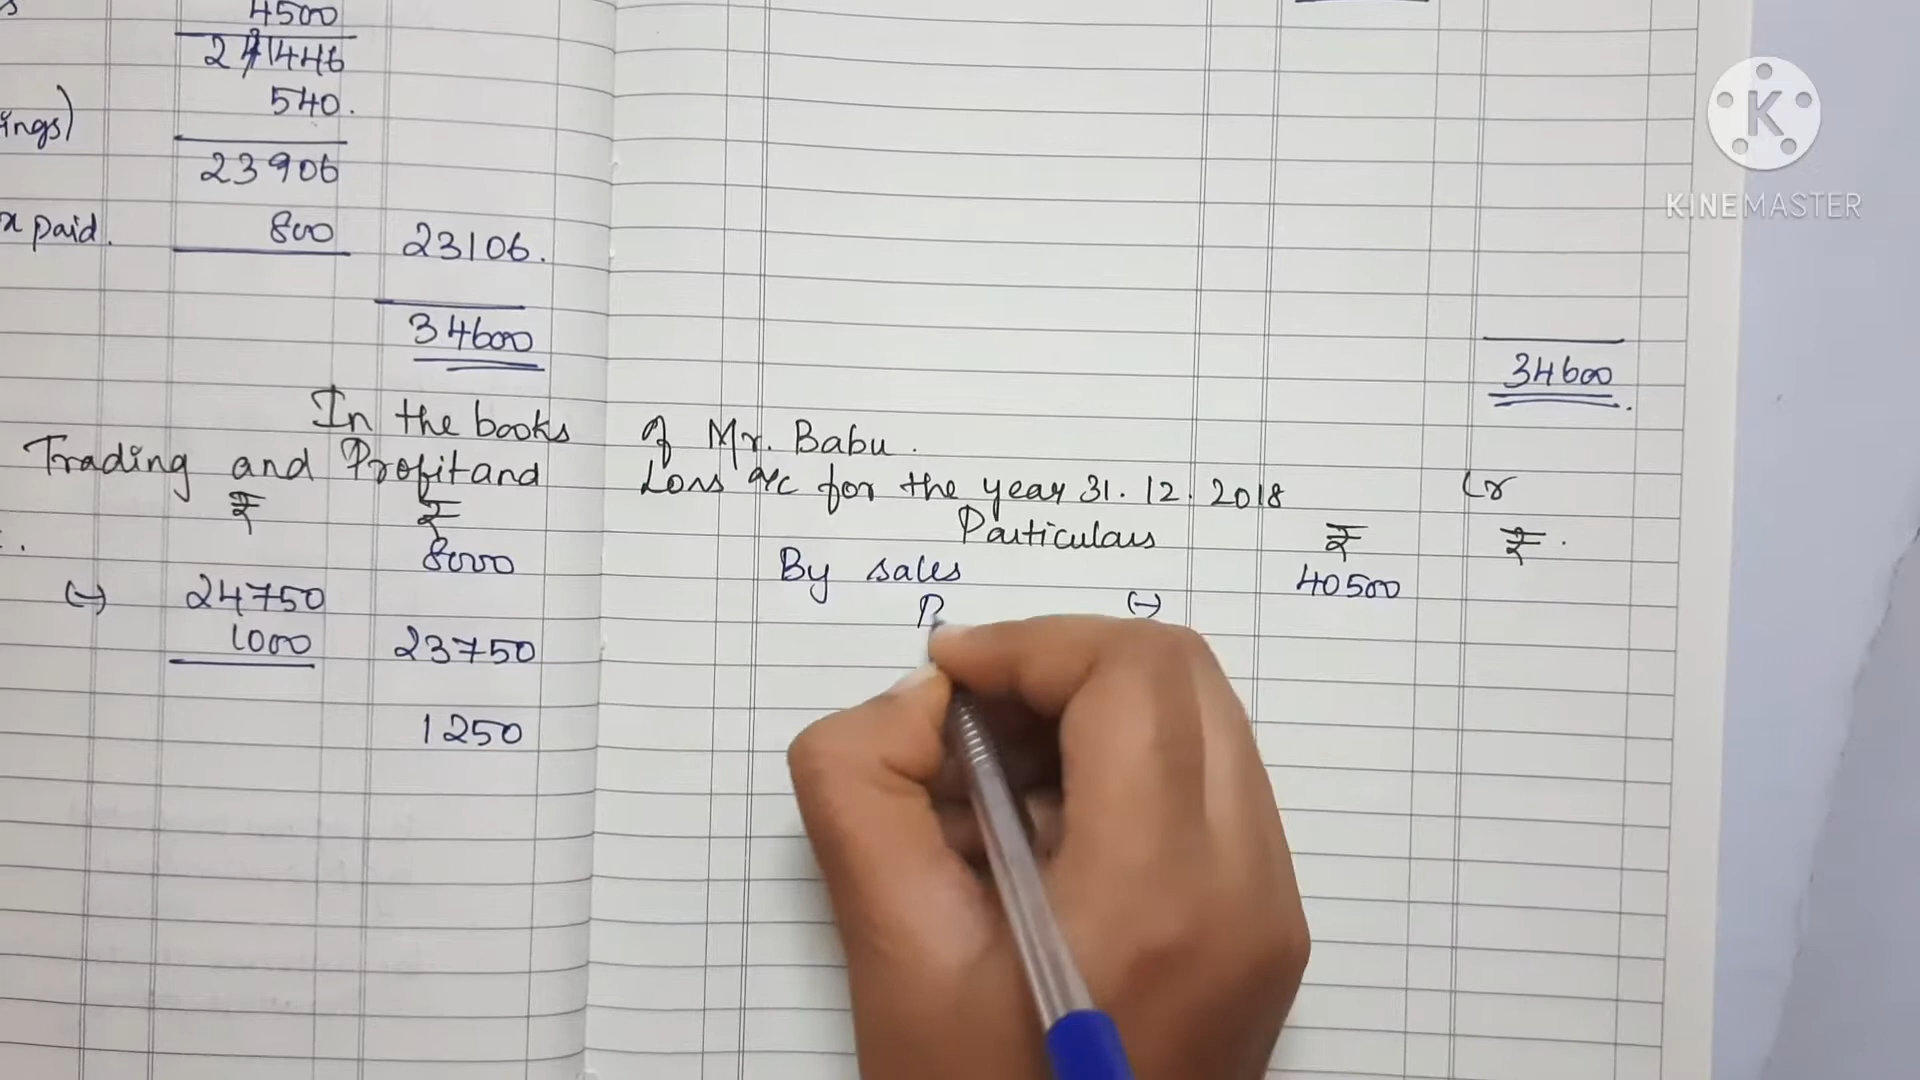 4500
24446
540.
ings)
23906
x paid. 800 23106.
34600
34600
In the books of Mr. Babu.
Trading and Profit and Loss a/c for the year 31.12.2018 Cr
₹ ₹ Particulars ₹ ₹.
8000 By sales 40500
(-) 24750 (-)
1000 23750
1250
K
KINEMASTER